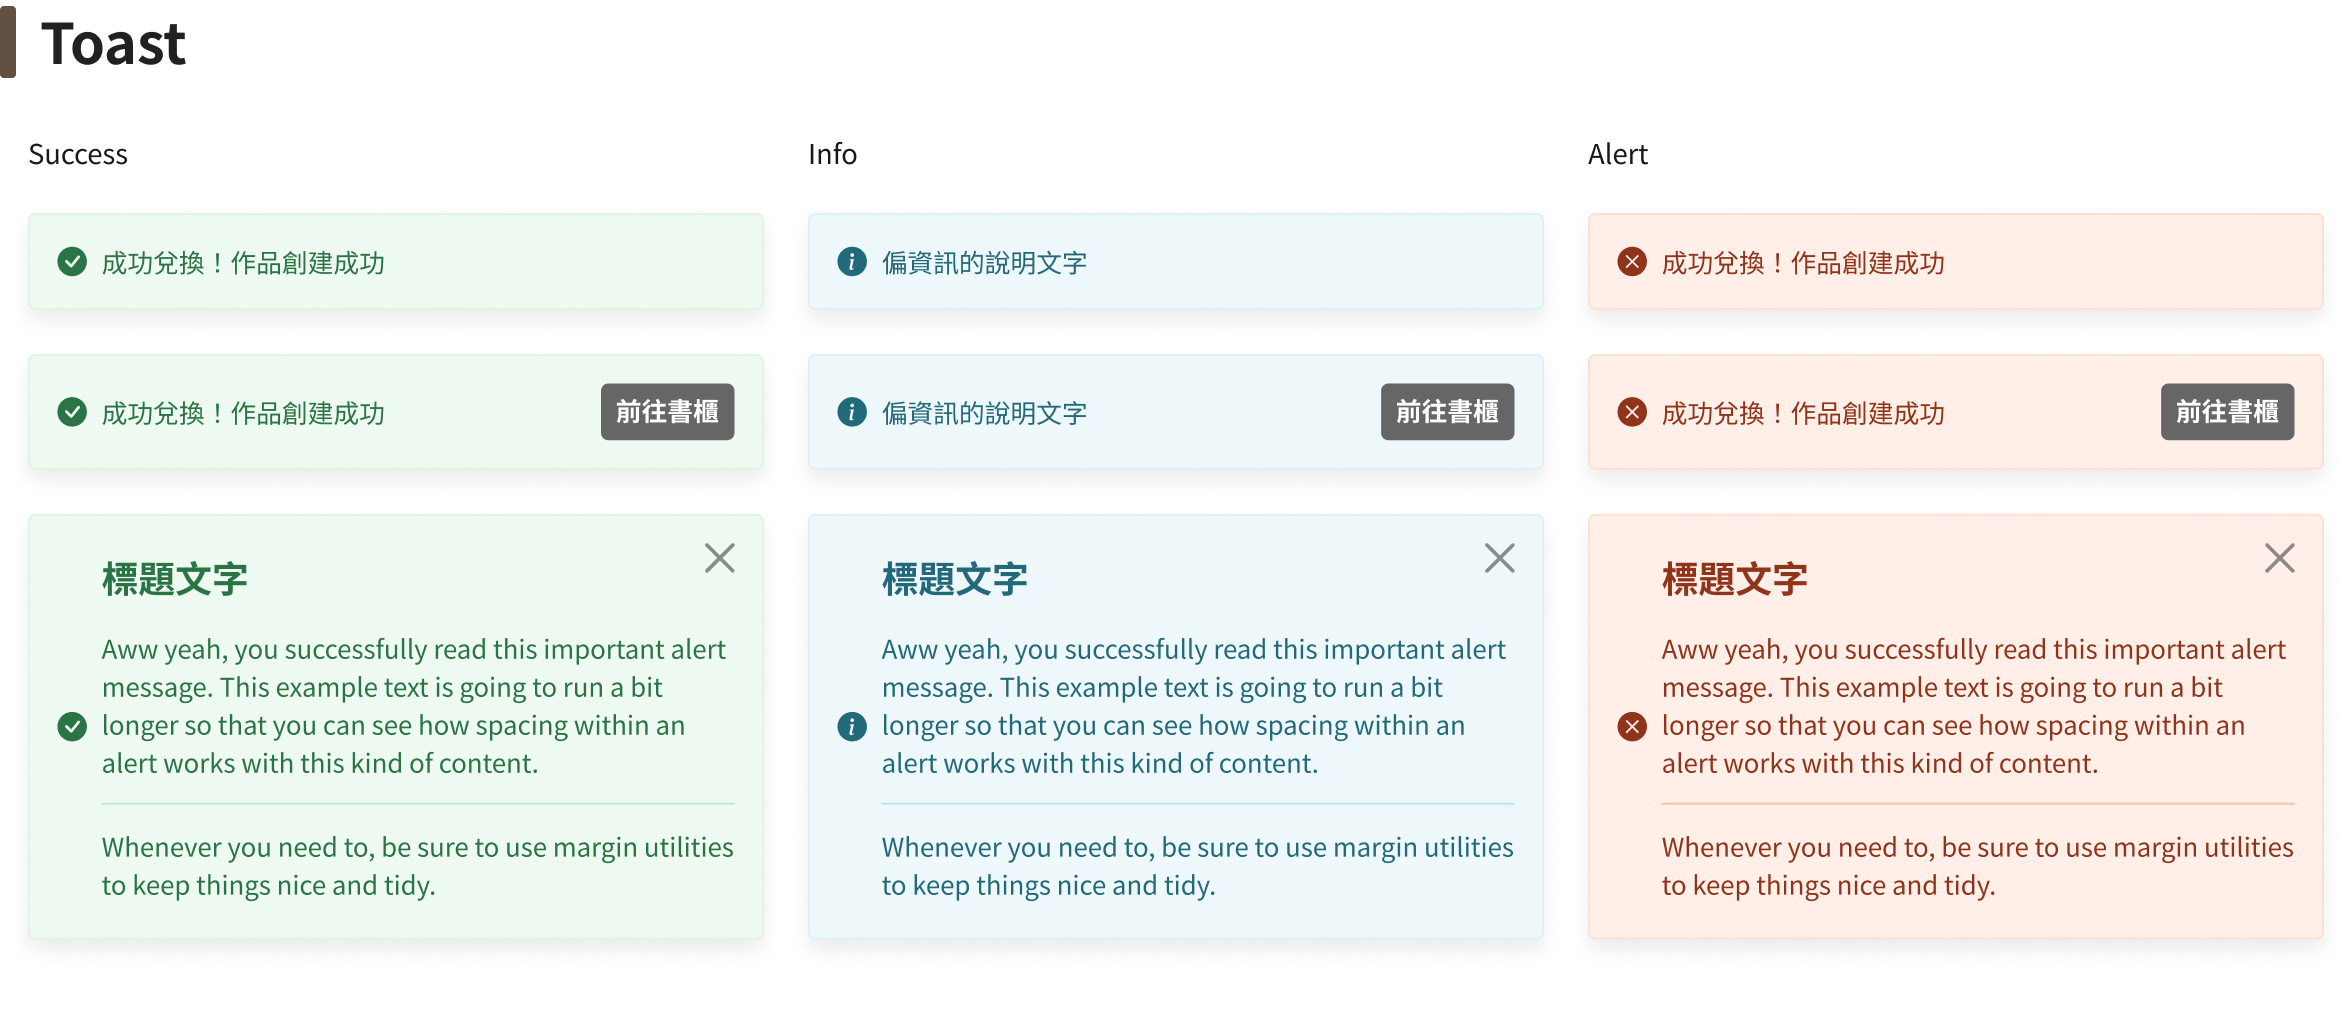 Toast
Success
成功兌換！作品創建成功
成功兌換！作品創建成功
前往書櫃
標題文字
Aww yeah, you successfully read this important alert
message. This example text is going to run a bit
longer so that you can see how spacing within an
alert works with this kind of content.
Whenever you need to, be sure to use margin utilities
to keep things nice and tidy.
Info
偏資訊的說明文字
偏資訊的說明文字
前往書櫃
標題文字
Aww yeah, you successfully read this important alert
message. This example text is going to run a bit
longer so that you can see how spacing within an
alert works with this kind of content.
Whenever you need to, be sure to use margin utilities
to keep things nice and tidy.
Alert
成功兌換！作品創建成功
成功兌換！作品創建成功
前往書櫃
標題文字
Aww yeah, you successfully read this important alert
message. This example text is going to run a bit
longer so that you can see how spacing within an
alert works with this kind of content.
Whenever you need to, be sure to use margin utilities
to keep things nice and tidy.